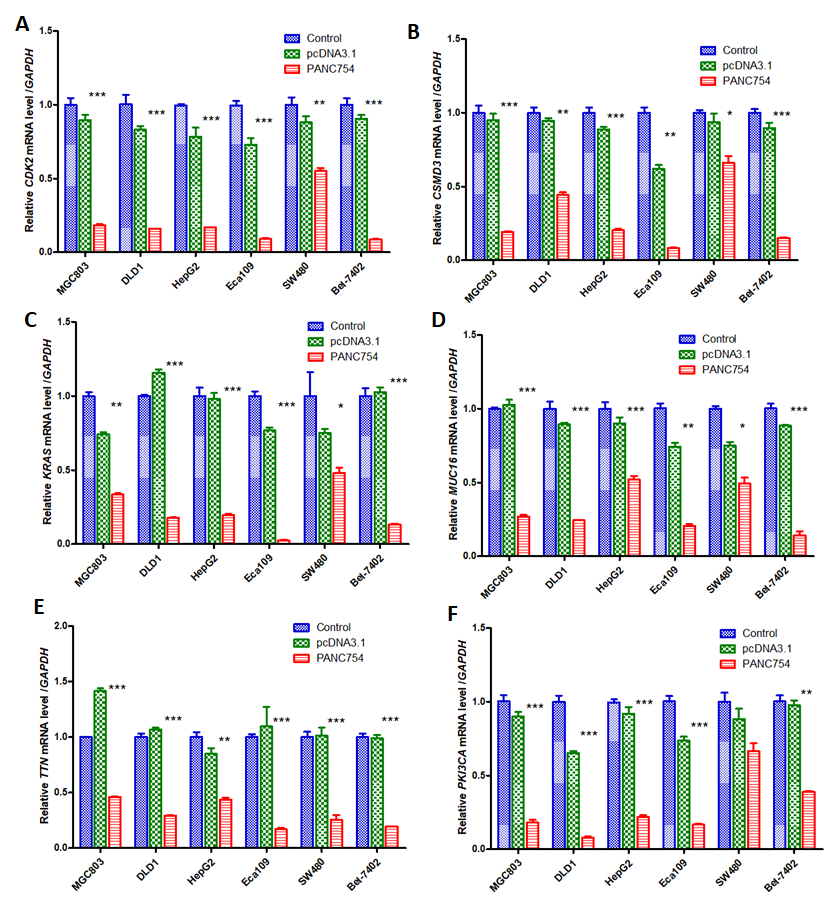 A
Relative CDK2 mRNA level /GAPDH
1.5
1.0
0.5
0.0
Control
pcDNA3.1
PANC754
***
***
***
***
**
***
MGC803
DLD1
HepG2
Eca109
SW480
Bel-7402
B
Relative CSMD3 mRNA level /GAPDH
1.5
1.0
0.5
0.0
Control
pcDNA3.1
PANC754
***
**
***
**
*
***
MGC803
DLD1
HepG2
Eca109
SW480
Bel-7402
C
Relative KRAS mRNA level /GAPDH
1.5
1.0
0.5
0.0
Control
pcDNA3.1
PANC754
**
***
***
***
*
***
MGC803
DLD1
HepG2
Eca109
SW480
Bel-7402
D
Relative MUC16 mRNA level /GAPDH
1.5
1.0
0.5
0.0
Control
pcDNA3.1
PANC754
***
***
***
**
*
***
MGC803
DLD1
HepG2
Eca109
SW480
Bel-7402
E
Relative TTN mRNA level /GAPDH
2.0
1.5
1.0
0.5
0.0
Control
pcDNA3.1
PANC754
***
***
**
***
***
***
MGC803
DLD1
HepG2
Eca109
SW480
Bel-7402
F
Relative PKI3CA mRNA level /GAPDH
1.5
1.0
0.5
0.0
Control
pcDNA3.1
PANC754
***
***
***
***
**
MGC803
DLD1
HepG2
Eca109
SW480
Bel-7402